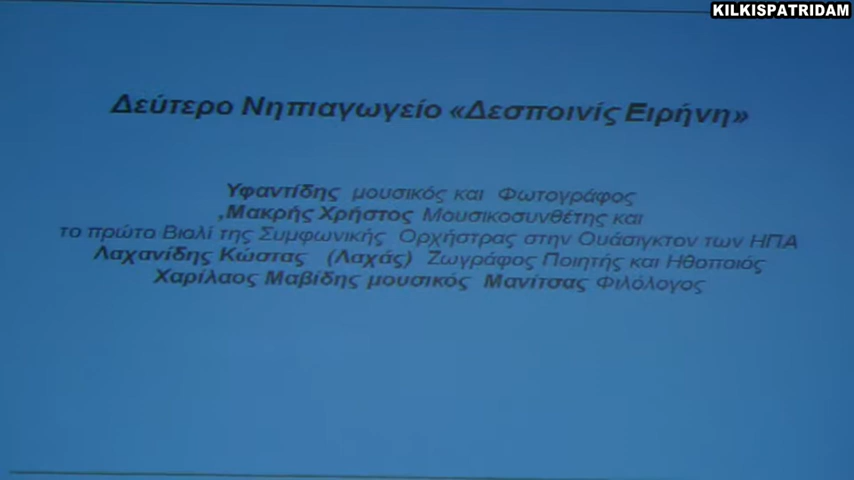 KILKISPATRIDAM
Δεύτερο Νηπιαγωγείο «Δεσποινίς Ειρήνη»
Υφαντίδης μουσικός και Φωτογράφος
,Μακρής Χρήστος Μουσικοσυνθέτης και
το πρώτο Βιολί της Συμφωνικής Ορχήστρας στην Ουάσιγκτον των ΗΠΑ
Λαχανίδης Κώστας (Λαχάς) Ζωγράφος Ποιητής και Ηθοποιός
Χαρίλαος Μαβίδης μουσικός Μανίτσας Φιλόλογος